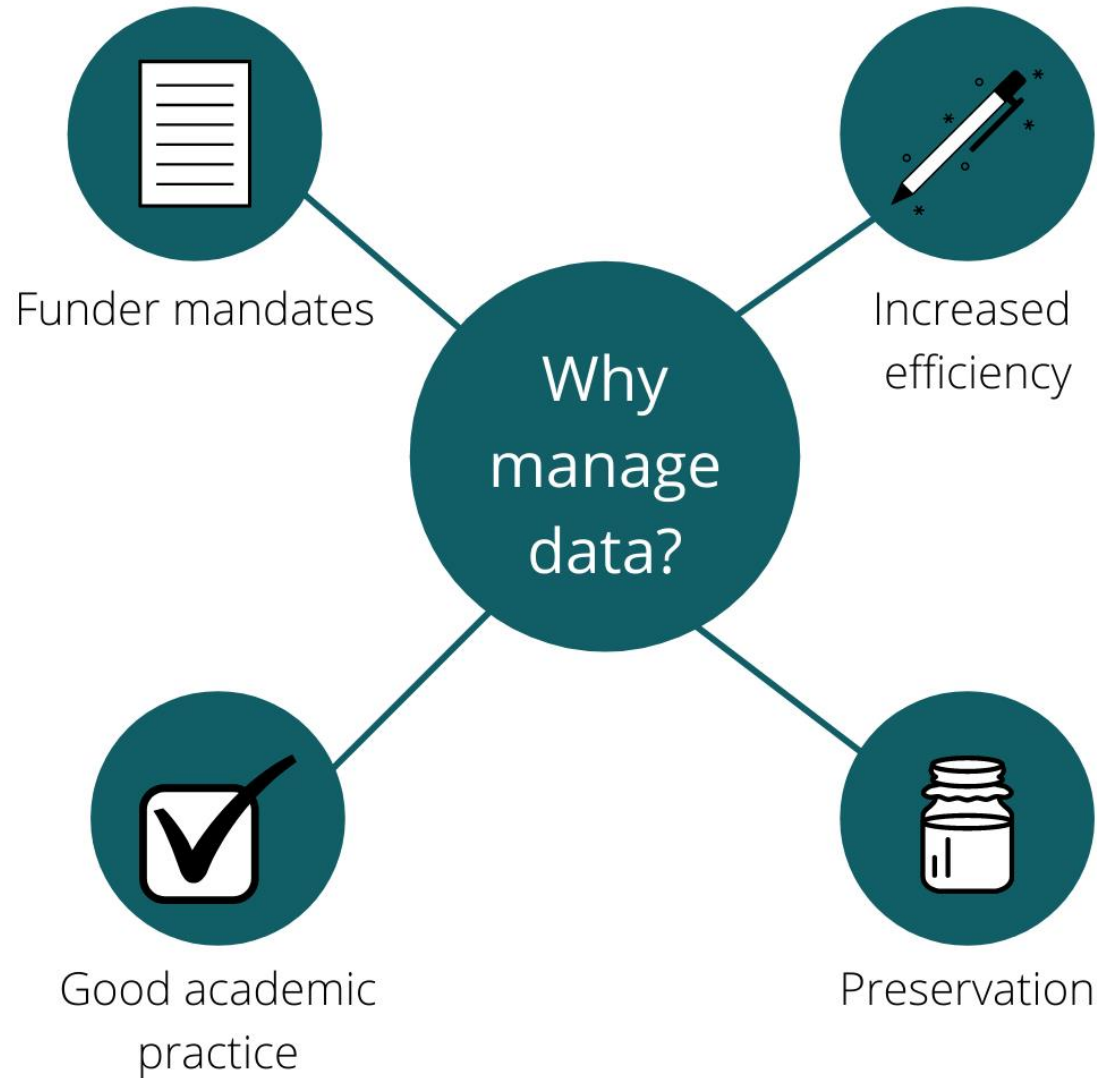 Funder mandates
Increased
efficiency
Why
manage
data?
Good academic
practice
Preservation